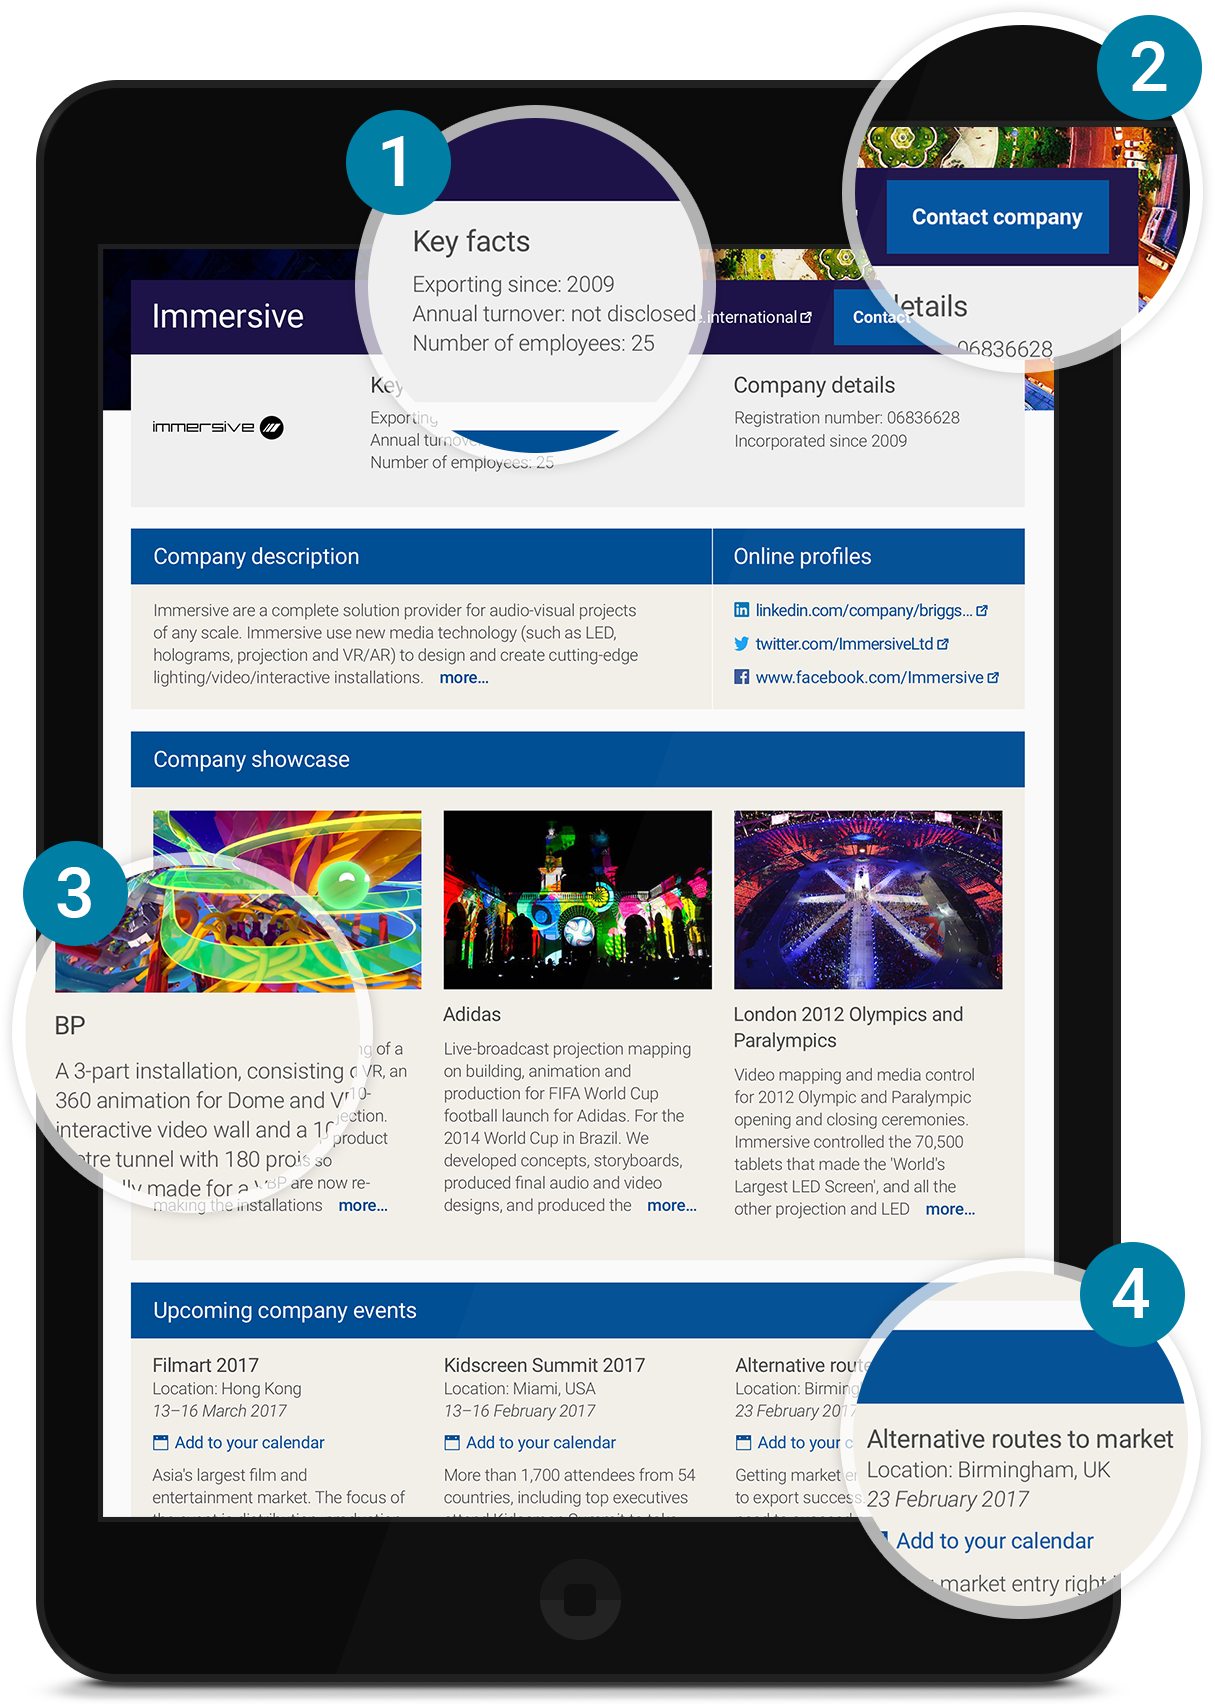 1
2
Key facts
Exporting since: 2009
Annual turnover: not disclosed
Number of employees: 25
Contact company
details
06836628
Immersive
.international
Contact
immersive
Key
Exporting
Annual
Number of employees: 25
Company details
Registration number: 06836628
Incorporated since 2009
Company description
Immersive are a complete solution provider for audio-visual projects
of any scale. Immersive use new media technology (such as LED,
holograms, projection and VR/AR) to design and create cutting-edge
lighting/video/interactive installations. more...
Online profiles
linkedin.com/company/briggs...
twitter.com/ImmersiveLtd
www.facebook.com/Immersive
Company showcase
3
BP
A 3-part installation, consisting
360 animation for Dome and
interactive video wall and a
tunnel with 180
made for a
of a
VR, an
product
so
BP are now re-
making the installations more...
Adidas
Live-broadcast projection mapping
on building, animation and
production for FIFA World Cup
football launch for Adidas. For the
2014 World Cup in Brazil. We
developed concepts, storyboards,
produced final audio and video
designs, and produced the more...
London 2012 Olympics and
Paralympics
Video mapping and media control
for 2012 Olympic and Paralympic
opening and closing ceremonies.
Immersive controlled the 70,500
tablets that made the 'World's
Largest LED Screen', and all the
other projection and LED more...
Upcoming company events
Filmart 2017
Location: Hong Kong
13–16 March 2017
Add to your calendar
Asia's largest film and
entertainment market. The focus of
Kidscreen Summit 2017
Location: Miami, USA
13–16 February 2017
Add to your calendar
More than 1,700 attendees from 54
countries, including top executives
Alternative
Location:
23 February 2017
Add to your
Getting market
to export success.
4
Alternative routes to market
Location: Birmingham, UK
23 February 2017
Add to your calendar
market entry right